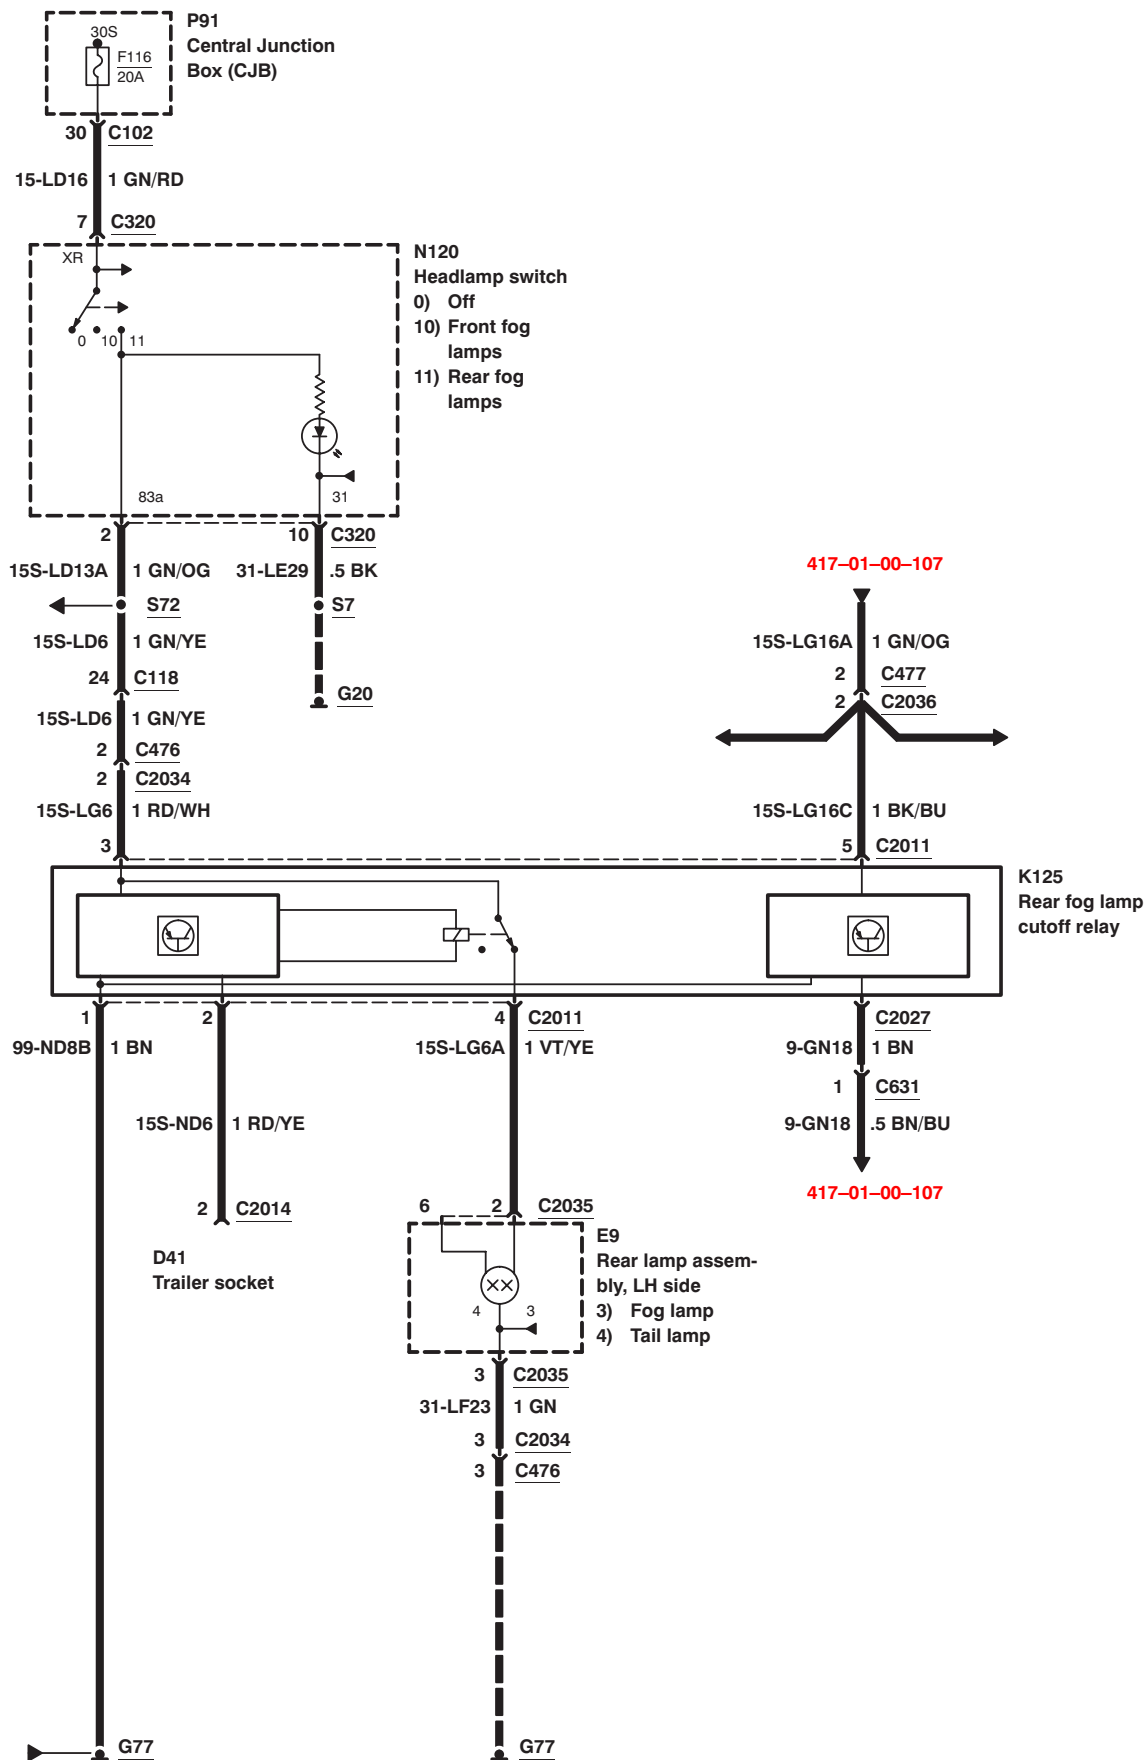 P91
Central Junction
Box (CJB)
30S
F116
20A
30 C102
15-LD16 1 GN/RD
7 C320
XR
0 10 11
83a
31
N120
Headlamp switch
0) Off
10) Front fog
lamps
11) Rear fog
lamps
2
10 C320
15S-LD13A 1 GN/OG
31-LE29 .5 BK
S72
S7
15S-LD6 1 GN/YE
24 C118
G20
15S-LD6 1 GN/YE
2 C476
2 C2034
15S-LG6 1 RD/WH
3
417–01–00–107
15S-LG16A 1 GN/OG
2 C477
2 C2036
15S-LG16C 1 BK/BU
5 C2011
K125
Rear fog lamp
cutoff relay
1
2
4 C2011
C2027
99-ND8B 1 BN
15S-LG6A 1 VT/YE
9-GN18 1 BN
1 C631
15S-ND6 1 RD/YE
9-GN18 .5 BN/BU
417–01–00–107
2 C2014
D41
Trailer socket
6
2 C2035
E9
Rear lamp assem-
bly, LH side
3) Fog lamp
4) Tail lamp
4
3
3 C2035
31-LF23 1 GN
3 C2034
3 C476
G77
G77